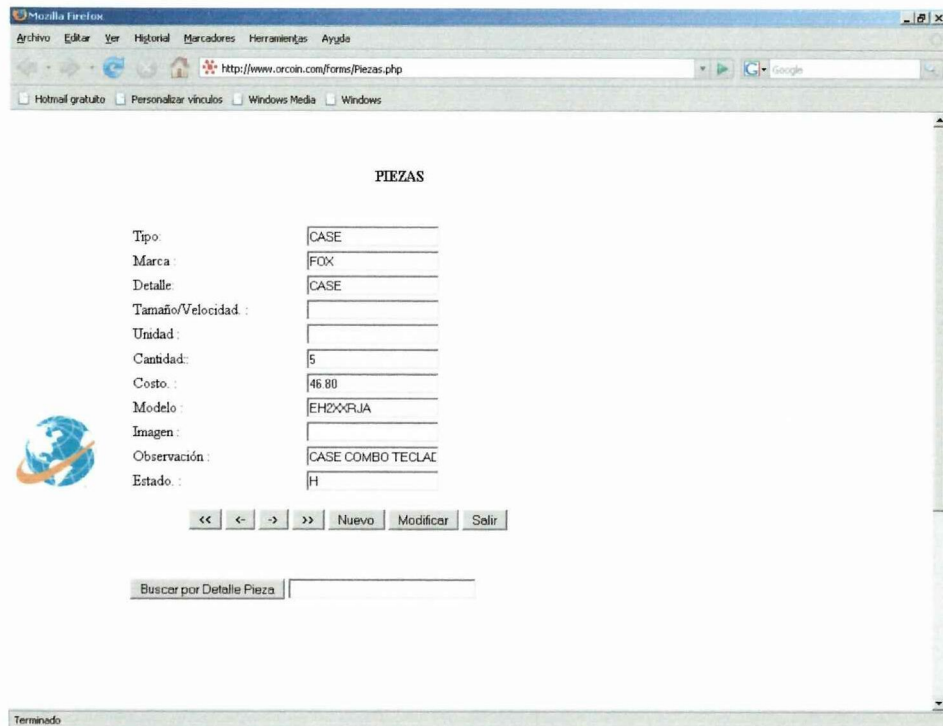 Mozilla Firefox
Archivo Editar Ver Historial Marcadores Herramientas Ayuda
http://www.orcoin.com/forms/Piezas.php
Google
Hotmail gratuito Personalizar vínculos Windows Media Windows
PIEZAS
Tipo: CASE
Marca : FOX
Detalle: CASE
Tamaño/Velocidad. :
Unidad :
Cantidad:: 5
Costo. : 46.80
Modelo : EH2XXRJA
Imagen :
Observación : CASE COMBO TECLAD
Estado. : H
<< <- -> >> Nuevo Modificar Salir
Buscar por Detalle Pieza
Terminado